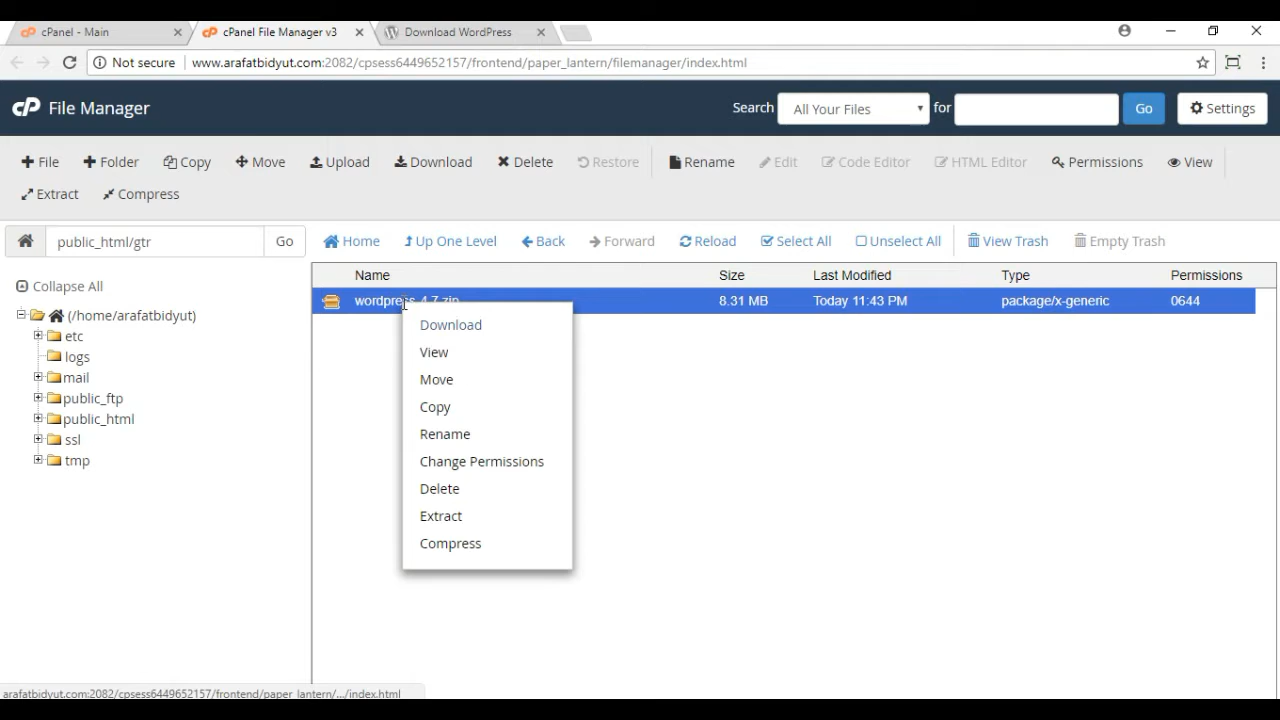 cPanel - Main
cPanel File Manager v3
Download WordPress
Not secure
www.arafatbidyut.com:2082/cpsess6449652157/frontend/paper_lantern/filemanager/index.html
cP File Manager
Search
All Your Files
for
Go
Settings
File
Folder
Copy
Move
Upload
Download
Delete
Restore
Rename
Edit
Code Editor
HTML Editor
Permissions
View
Extract
Compress
public_html/gtr
Go
Home
Up One Level
Back
Forward
Reload
Select All
Unselect All
View Trash
Empty Trash
Collapse All
(/home/arafatbidyut)
etc
logs
mail
public_ftp
public_html
ssl
tmp
Name Size Last Modified Type Permissions
wordpress-4.7.zip 8.31 MB Today 11:43 PM package/x-generic 0644
Download
View
Move
Copy
Rename
Change Permissions
Delete
Extract
Compress
arafatbidyut.com:2082/cpsess6449652157/frontend/paper_lantern/.../index.html